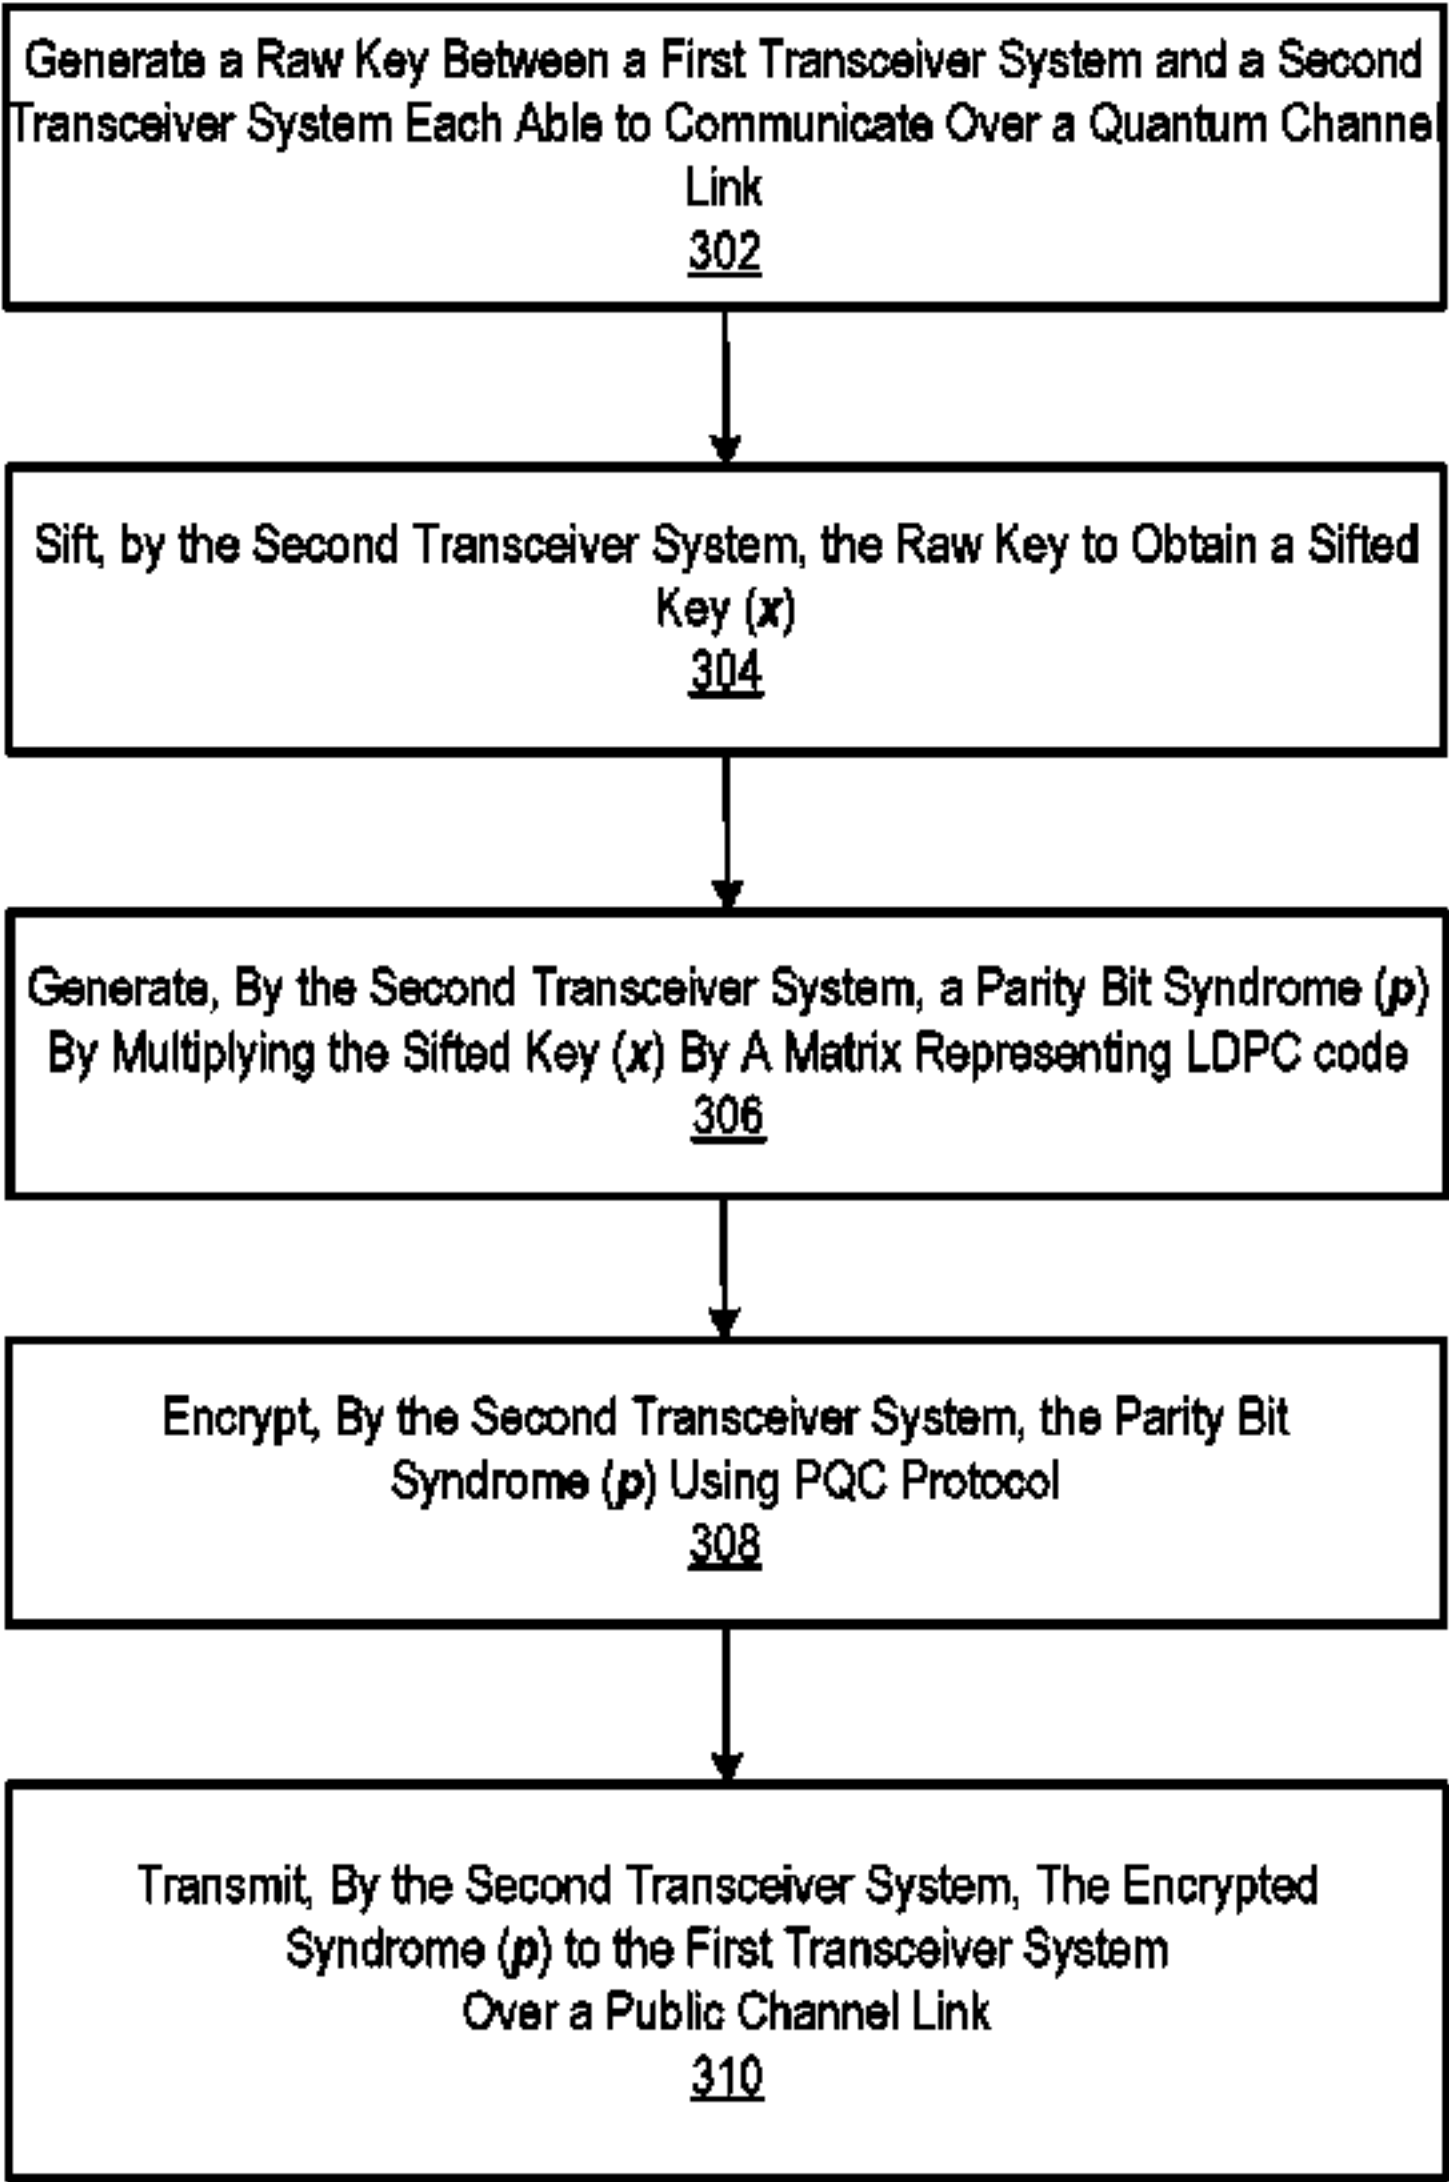 Generate a Raw Key Between a First Transceiver System and a Second
Transceiver System Each Able to Communicate Over a Quantum Channel
Link
302
Sift, by the Second Transceiver System, the Raw Key to Obtain a Sifted
Key (x)
304
Generate, By the Second Transceiver System, a Parity Bit Syndrome (p)
By Multiplying the Sifted Key (x) By A Matrix Representing LDPC code
306
Encrypt, By the Second Transceiver System, the Parity Bit
Syndrome (p) Using PQC Protocol
308
Transmit, By the Second Transceiver System, The Encrypted
Syndrome (p) to the First Transceiver System
Over a Public Channel Link
310